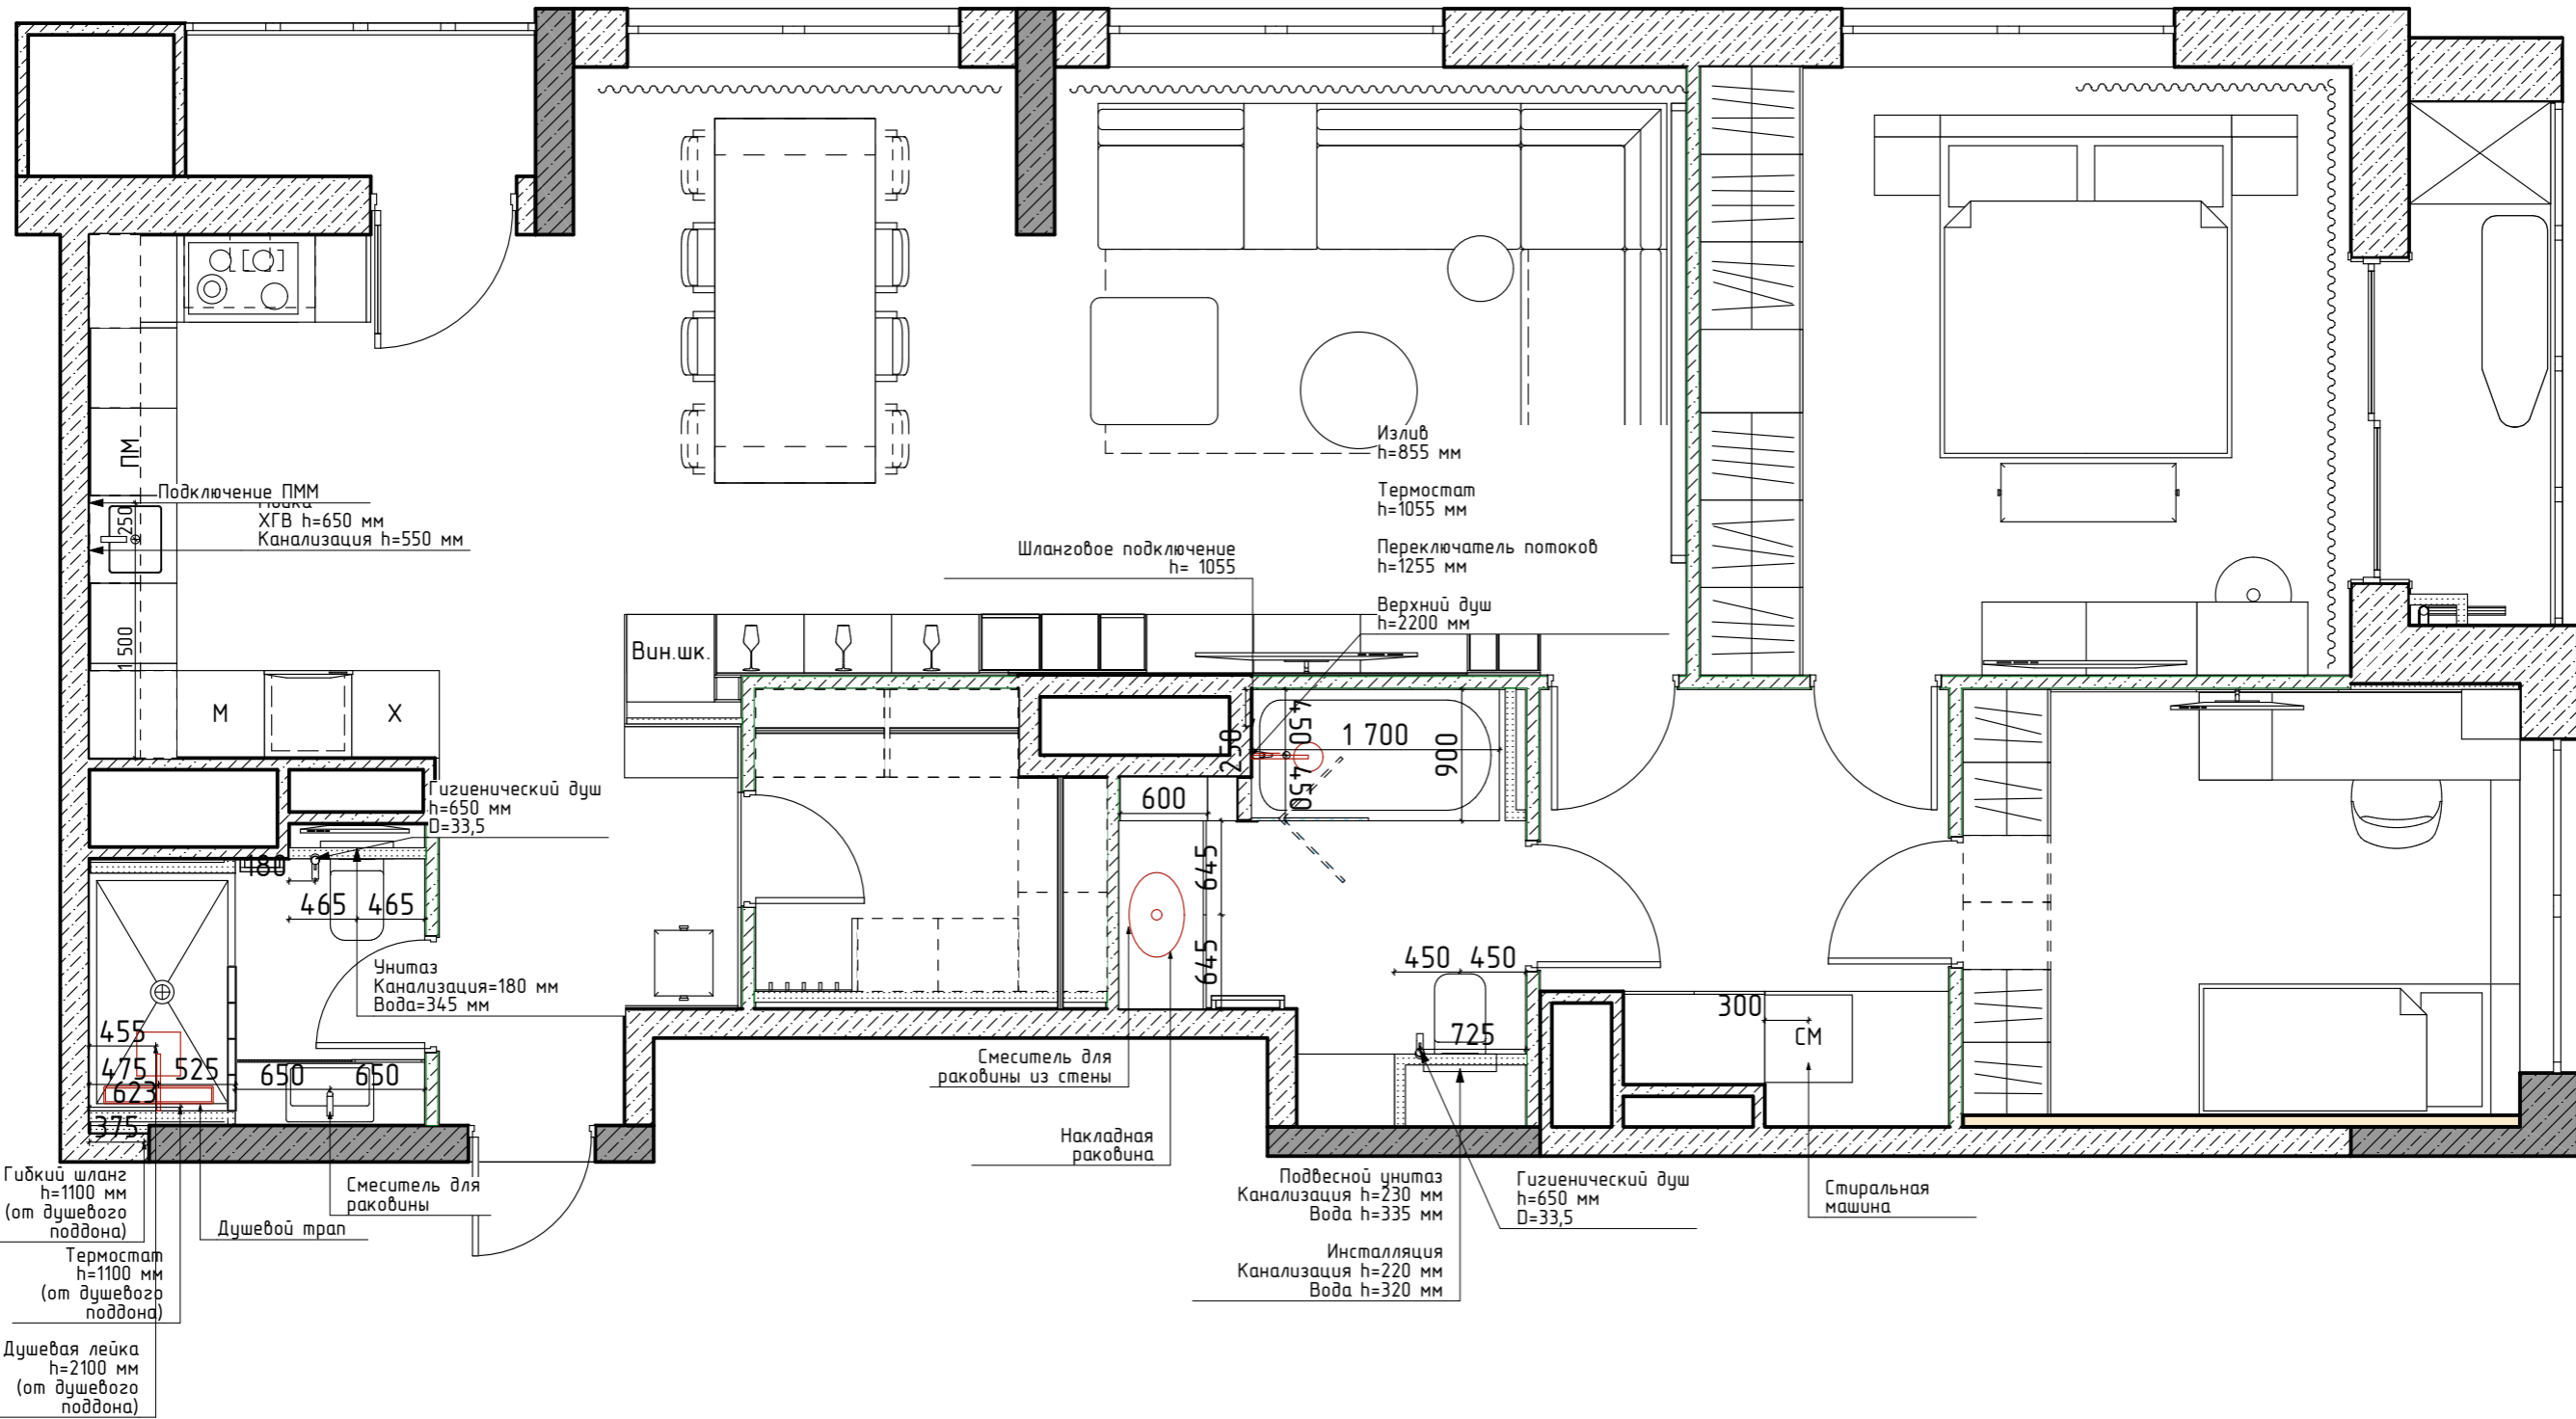 Излив
h=855 мм
Термостат
h=1055 мм
Переключатель потоков
h=1255 мм
Верхний душ
h=2200 мм
Шланговое подключение
h= 1055
ПМ
Подключение ПММ
Мойка
ХГВ h=650 мм
Канализация h=550 мм
250
1 500
Вин.шк.
М
Х
Гигиенический душ
h=650 мм
D=33,5
180
465
465
Унитаз
Канализация=180 мм
Вода=345 мм
455
475
525
623
375
650
650
250
450
450
1 700
900
600
645
645
450
450
725
300
СМ
Смеситель для
раковины из стены
Накладная
раковина
Подвесной унитаз
Канализация h=230 мм
Вода h=335 мм
Инсталляция
Канализация h=220 мм
Вода h=320 мм
Гигиенический душ
h=650 мм
D=33,5
Стиральная
машина
Гибкий шланг
h=1100 мм
(от душевого
поддона)
Душевой трап
Смеситель для
раковины
Термостат
h=1100 мм
(от душевого
поддона)
Душевая лейка
h=2100 мм
(от душевого
поддона)